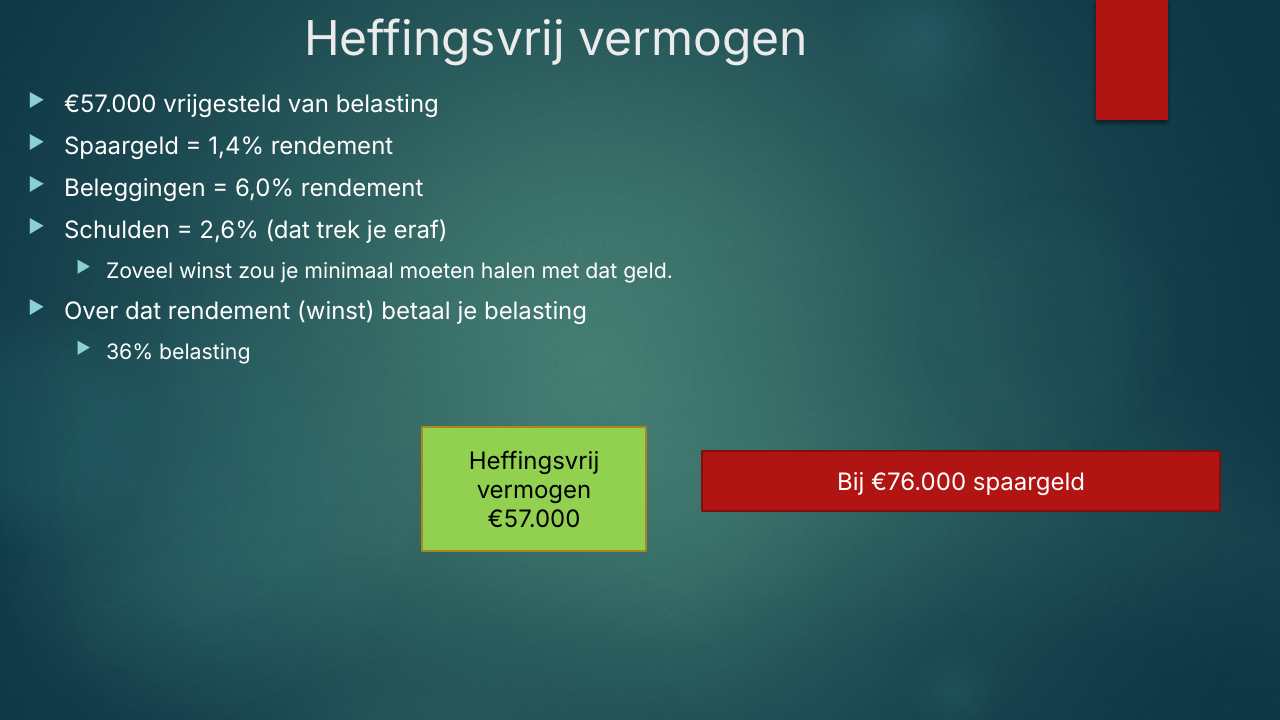 Heffingsvrij vermogen
€57.000 vrijgesteld van belasting
Spaargeld = 1,4% rendement
Beleggingen = 6,0% rendement
Schulden = 2,6% (dat trek je eraf)
Zoveel winst zou je minimaal moeten halen met dat geld.
Over dat rendement (winst) betaal je belasting
36% belasting
Heffingsvrij
vermogen
€57.000
Bij €76.000 spaargeld